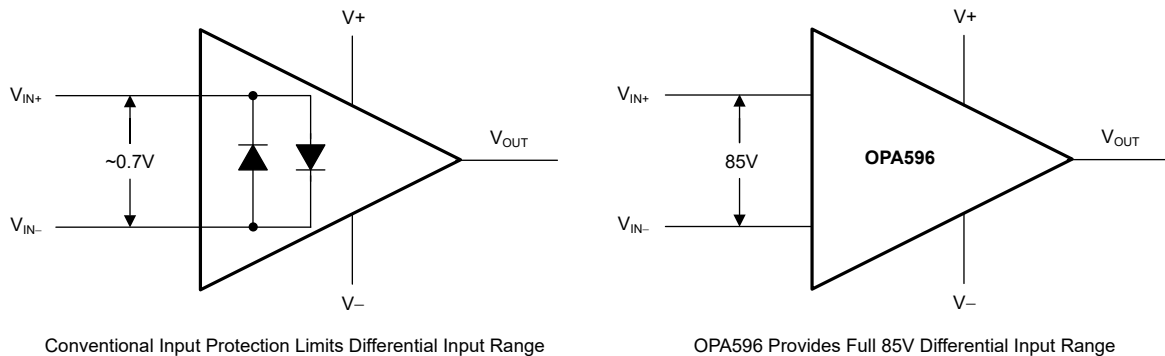 V+
V+
V_IN+
V_IN+
V_OUT
V_OUT
~0.7V
85V
OPA596
V_IN–
V_IN–
V–
V–
Conventional Input Protection Limits Differential Input Range
OPA596 Provides Full 85V Differential Input Range